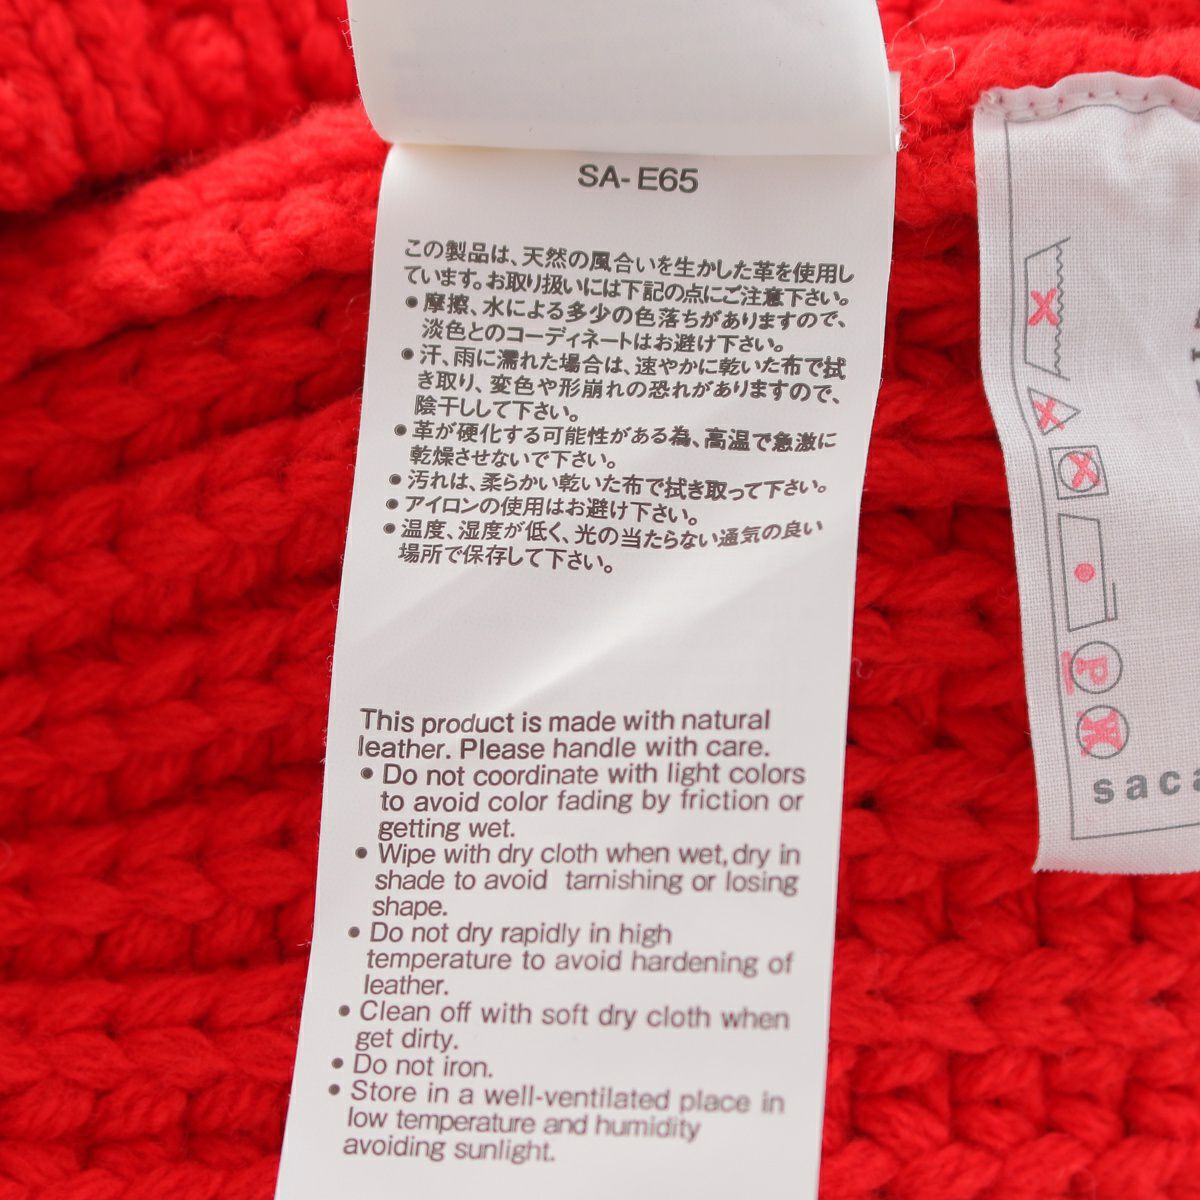 SA-E65
この製品は、天然の風合いを生かした革を使用し
ています。お取り扱いには下記の点にご注意下さい。
●摩擦、水による多少の色落ちがありますので、
淡色とのコーディネートはお避け下さい。
●汗、雨に濡れた場合は、速やかに乾いた布で拭
き取り、変色や形崩れの恐れがありますので、
陰干しして下さい。
●革が硬化する可能性がある為、高温で急激に
乾燥させないで下さい。
●汚れは、柔らかい乾いた布で拭き取って下さい。
●アイロンの使用はお避け下さい。
●温度、湿度が低く、光の当たらない通気の良い
場所で保存して下さい。
This product is made with natural
leather. Please handle with care.
●Do not coordinate with light colors
to avoid color fading by friction or
getting wet.
●Wipe with dry cloth when wet, dry in
shade to avoid tarnishing or losing
shape.
●Do not dry rapidly in high
temperature to avoid hardening of
leather.
●Clean off with soft dry cloth when
get dirty.
●Do not iron.
●Store in a well-ventilated place in
low temperature and humidity
avoiding sunlight.
P
W
saca